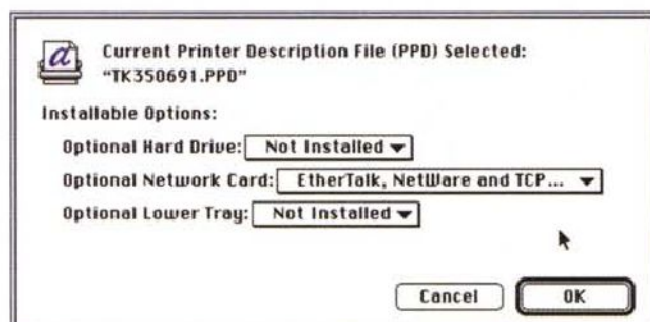 Current Printer Description File (PPD) Selected:
“TK350691.PPD”
Installable Options:
Optional Hard Drive: Not Installed
Optional Network Card: EtherTalk, NetWare and TCP...
Optional Lower Tray: Not Installed
Cancel OK